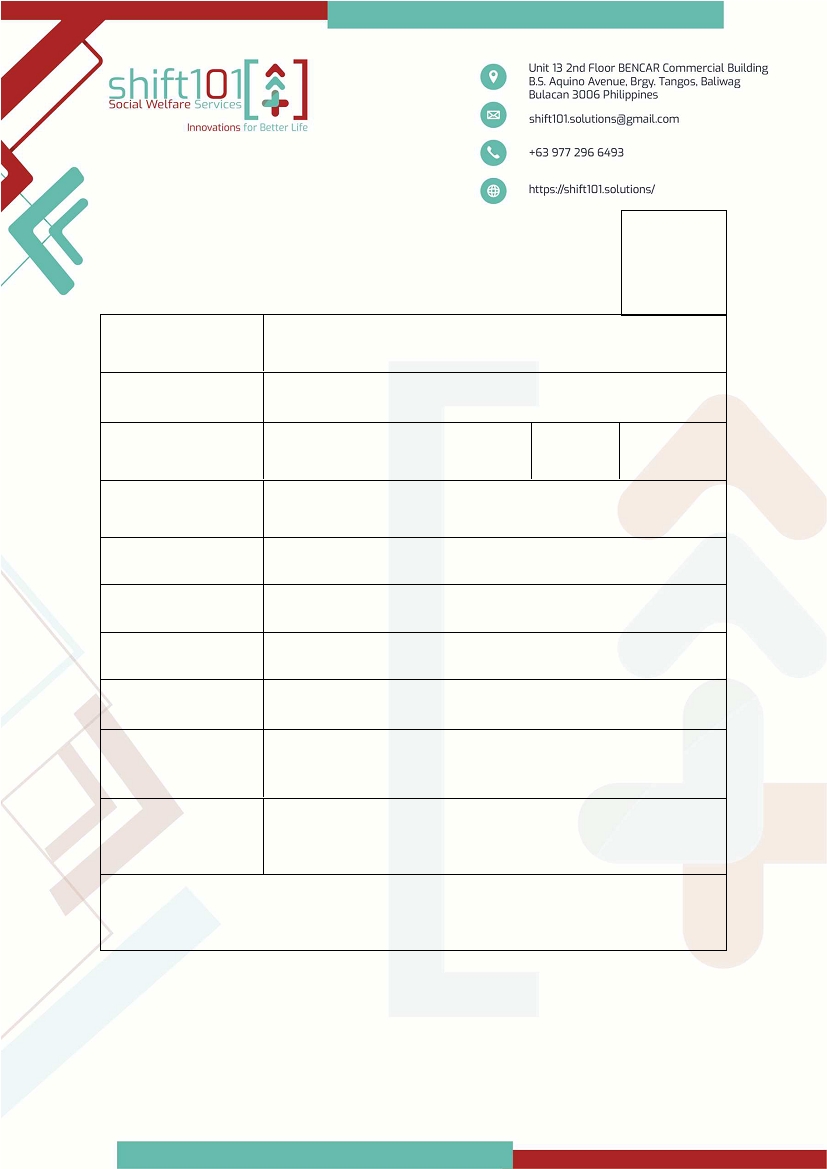 shift101
Social Welfare Services
Innovations for Better Life
Unit 13 2nd Floor BENCAR Commercial Building
B.S. Aquino Avenue, Brgy. Tangos, Baliwag
Bulacan 3006 Philippines
shift101.solutions@gmail.com
+63 977 296 6493
https://shift101.solutions/